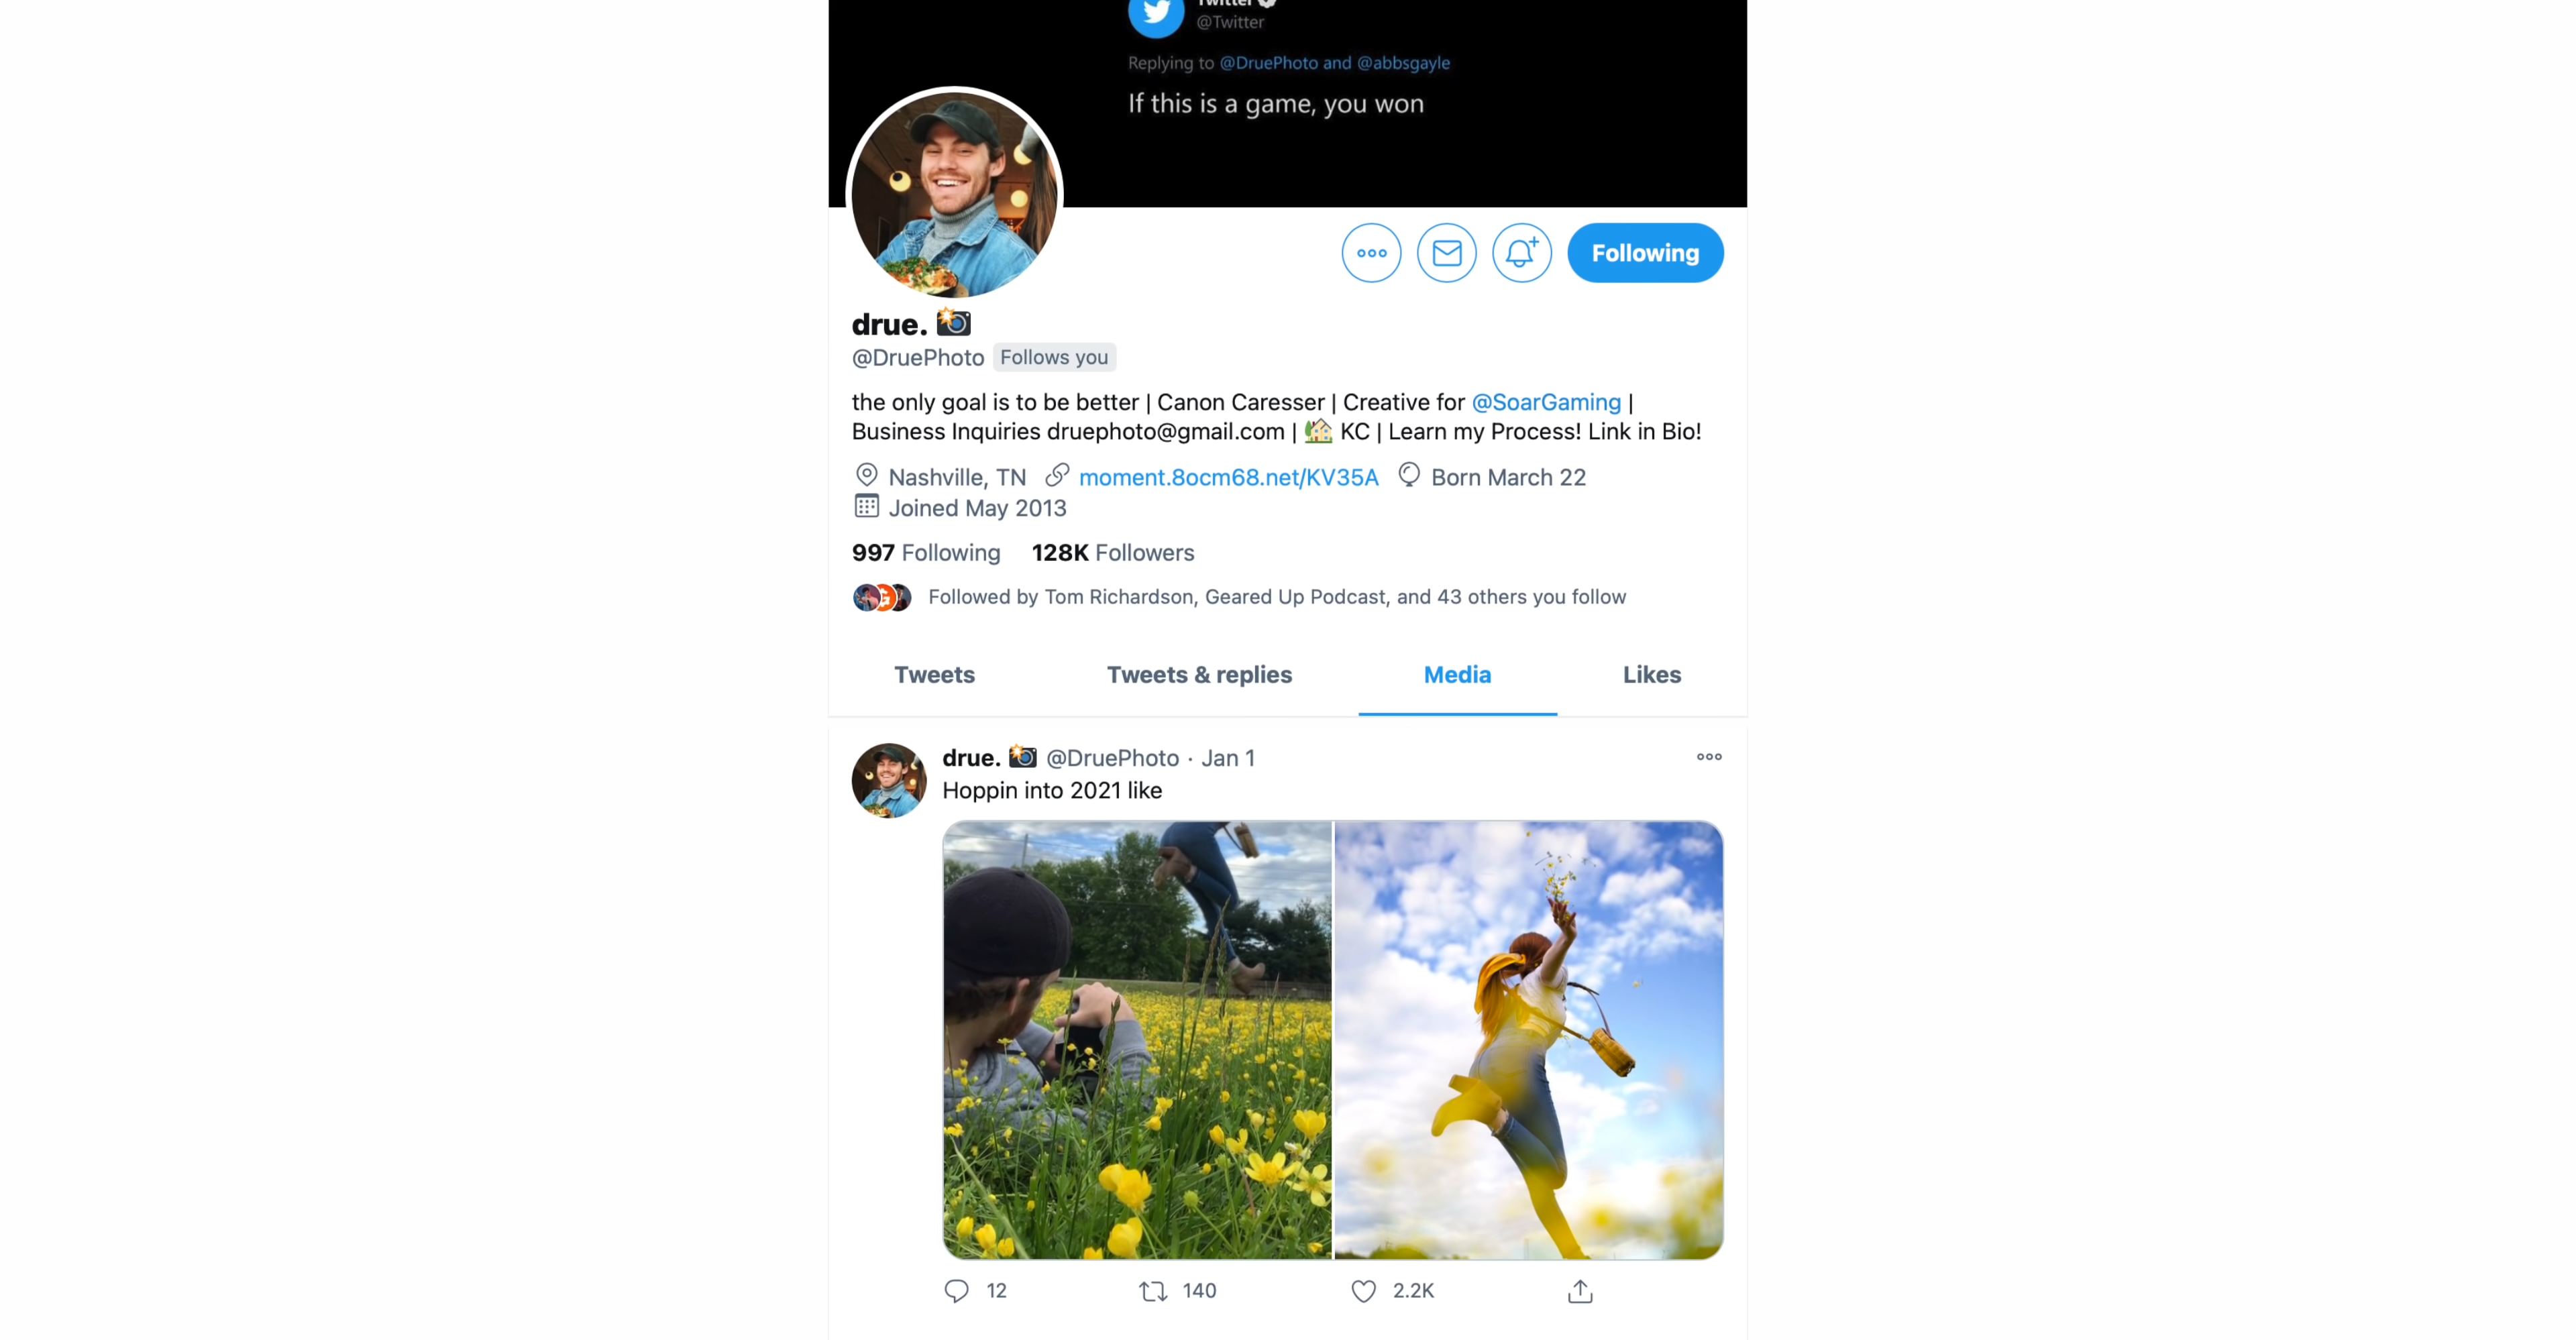 Twitter
@Twitter
Replying to @DruePhoto and @abbsgayle
If this is a game, you won
Following
drue.
@DruePhoto Follows you
the only goal is to be better | Canon Caresser | Creative for @SoarGaming |
Business Inquiries druephoto@gmail.com | KC | Learn my Process! Link in Bio!
Nashville, TN moment.8ocm68.net/KV35A Born March 22
Joined May 2013
997 Following 128K Followers
Followed by Tom Richardson, Geared Up Podcast, and 43 others you follow
Tweets Tweets & replies Media Likes
drue. @DruePhoto · Jan 1
Hoppin into 2021 like
12 140 2.2K